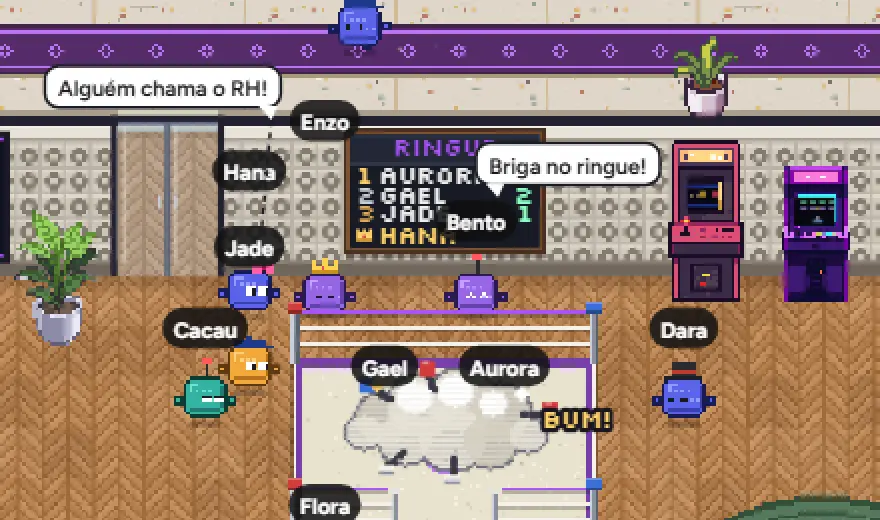 Alguém chama o RH!
Enzo
RINGUE
Briga no ringue!
Hana
1 AURORA
2 GAEL 2
3 JADE 1
HANA
Bento
Jade
Cacau
Dara
Gael
Aurora
BUM!
Flora